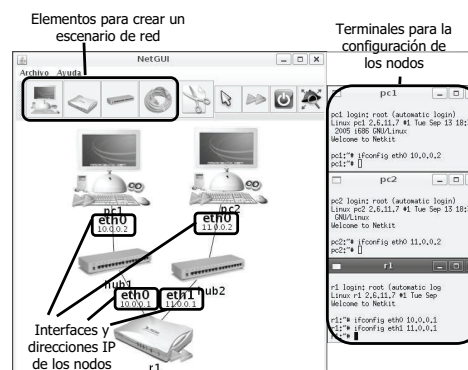 Elementos para crear un
escenario de red
Terminales para la
configuración de
los nodos
NetGUI
Archivo Ayuda
pc1
eth0
10.0.0.2
pc2
eth0
11.0.0.2
hub1
hub2
eth0
10.0.0.1
eth1
11.0.0.1
r1
Interfaces y
direcciones IP
de los nodos
pc1
pc1 login: root (automatic login)
Linux pc1 2.6.11.7 #1 Tue Sep 13 18:
2005 i686 GNU/Linux
Welcome to Netkit
pc1:~# ifconfig eth0 10.0.0.2
pc1:~#
pc2
pc2 login: root (automatic login)
Linux pc2 2.6.11.7 #1 Tue Sep 13 18:
GNU/Linux
Welcome to Netkit
pc2:~# ifconfig eth0 11.0.0.2
pc2:~#
r1
r1 login: root (automatic log
Linux r1 2.6.11.7 #1 Tue Sep
Welcome to Netkit
r1:~# ifconfig eth0 10.0.0.1
r1:~# ifconfig eth1 11.0.0.1
r1:~#